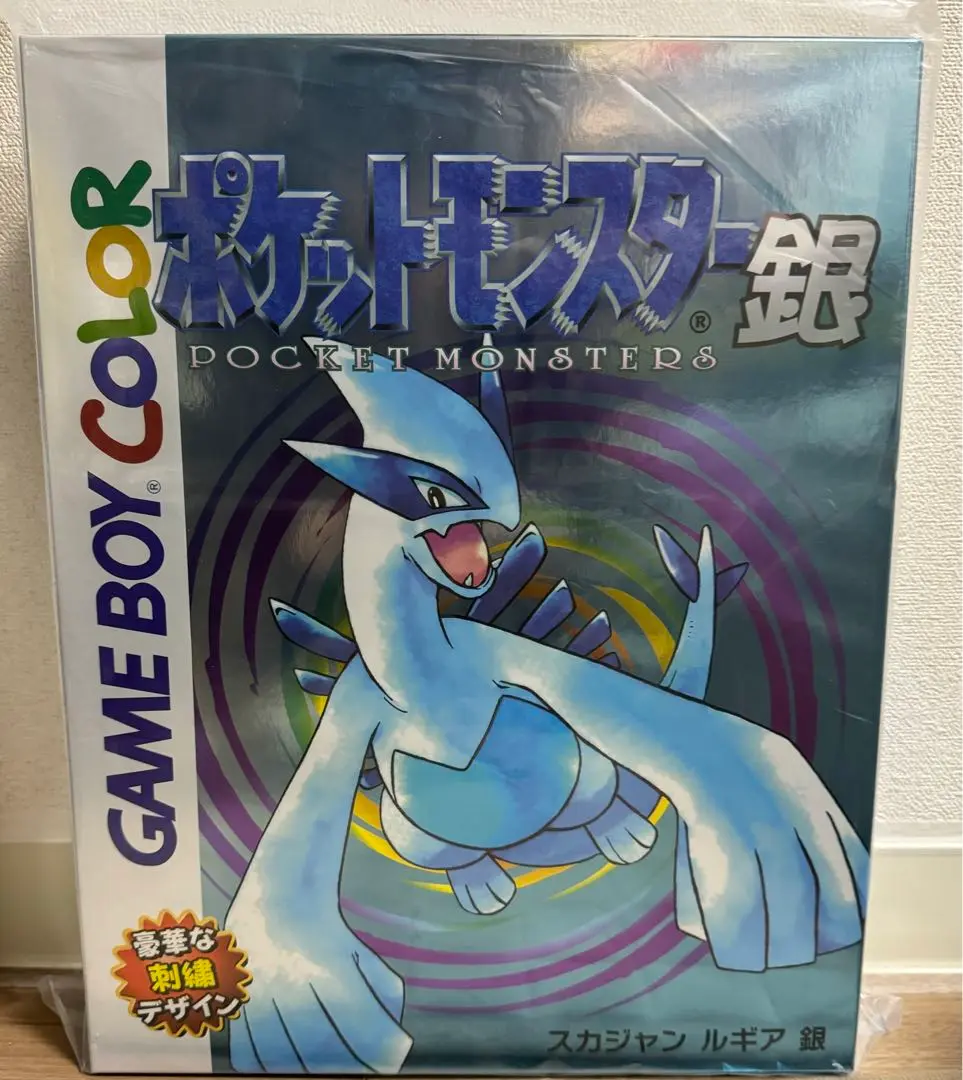 GAME BOY COLOR
®
ポケットモンスター銀
®
POCKET MONSTERS
豪華な
刺繍
デザイン
スカジャン ルギア 銀